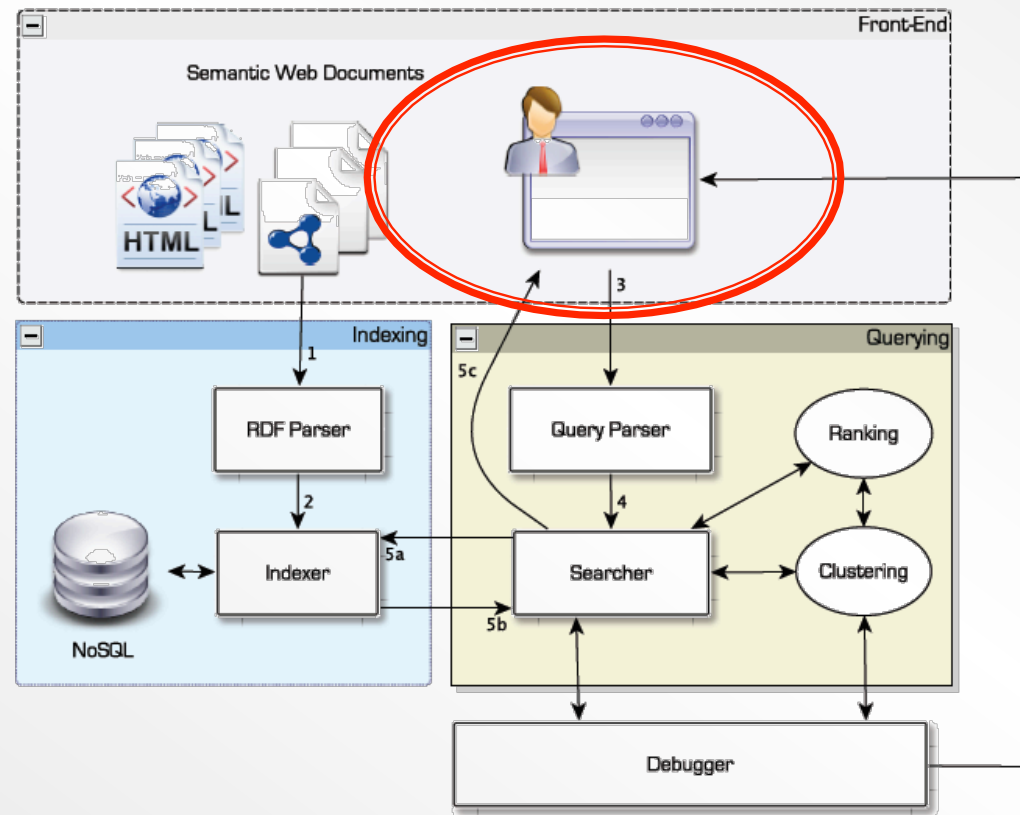 Front-End
Semantic Web Documents
HTML
L
IL
3
Indexing
Querying
1
5c
RDF Parser
Query Parser
Ranking
2
4
5a
Indexer
Searcher
Clustering
5b
NoSQL
Debugger